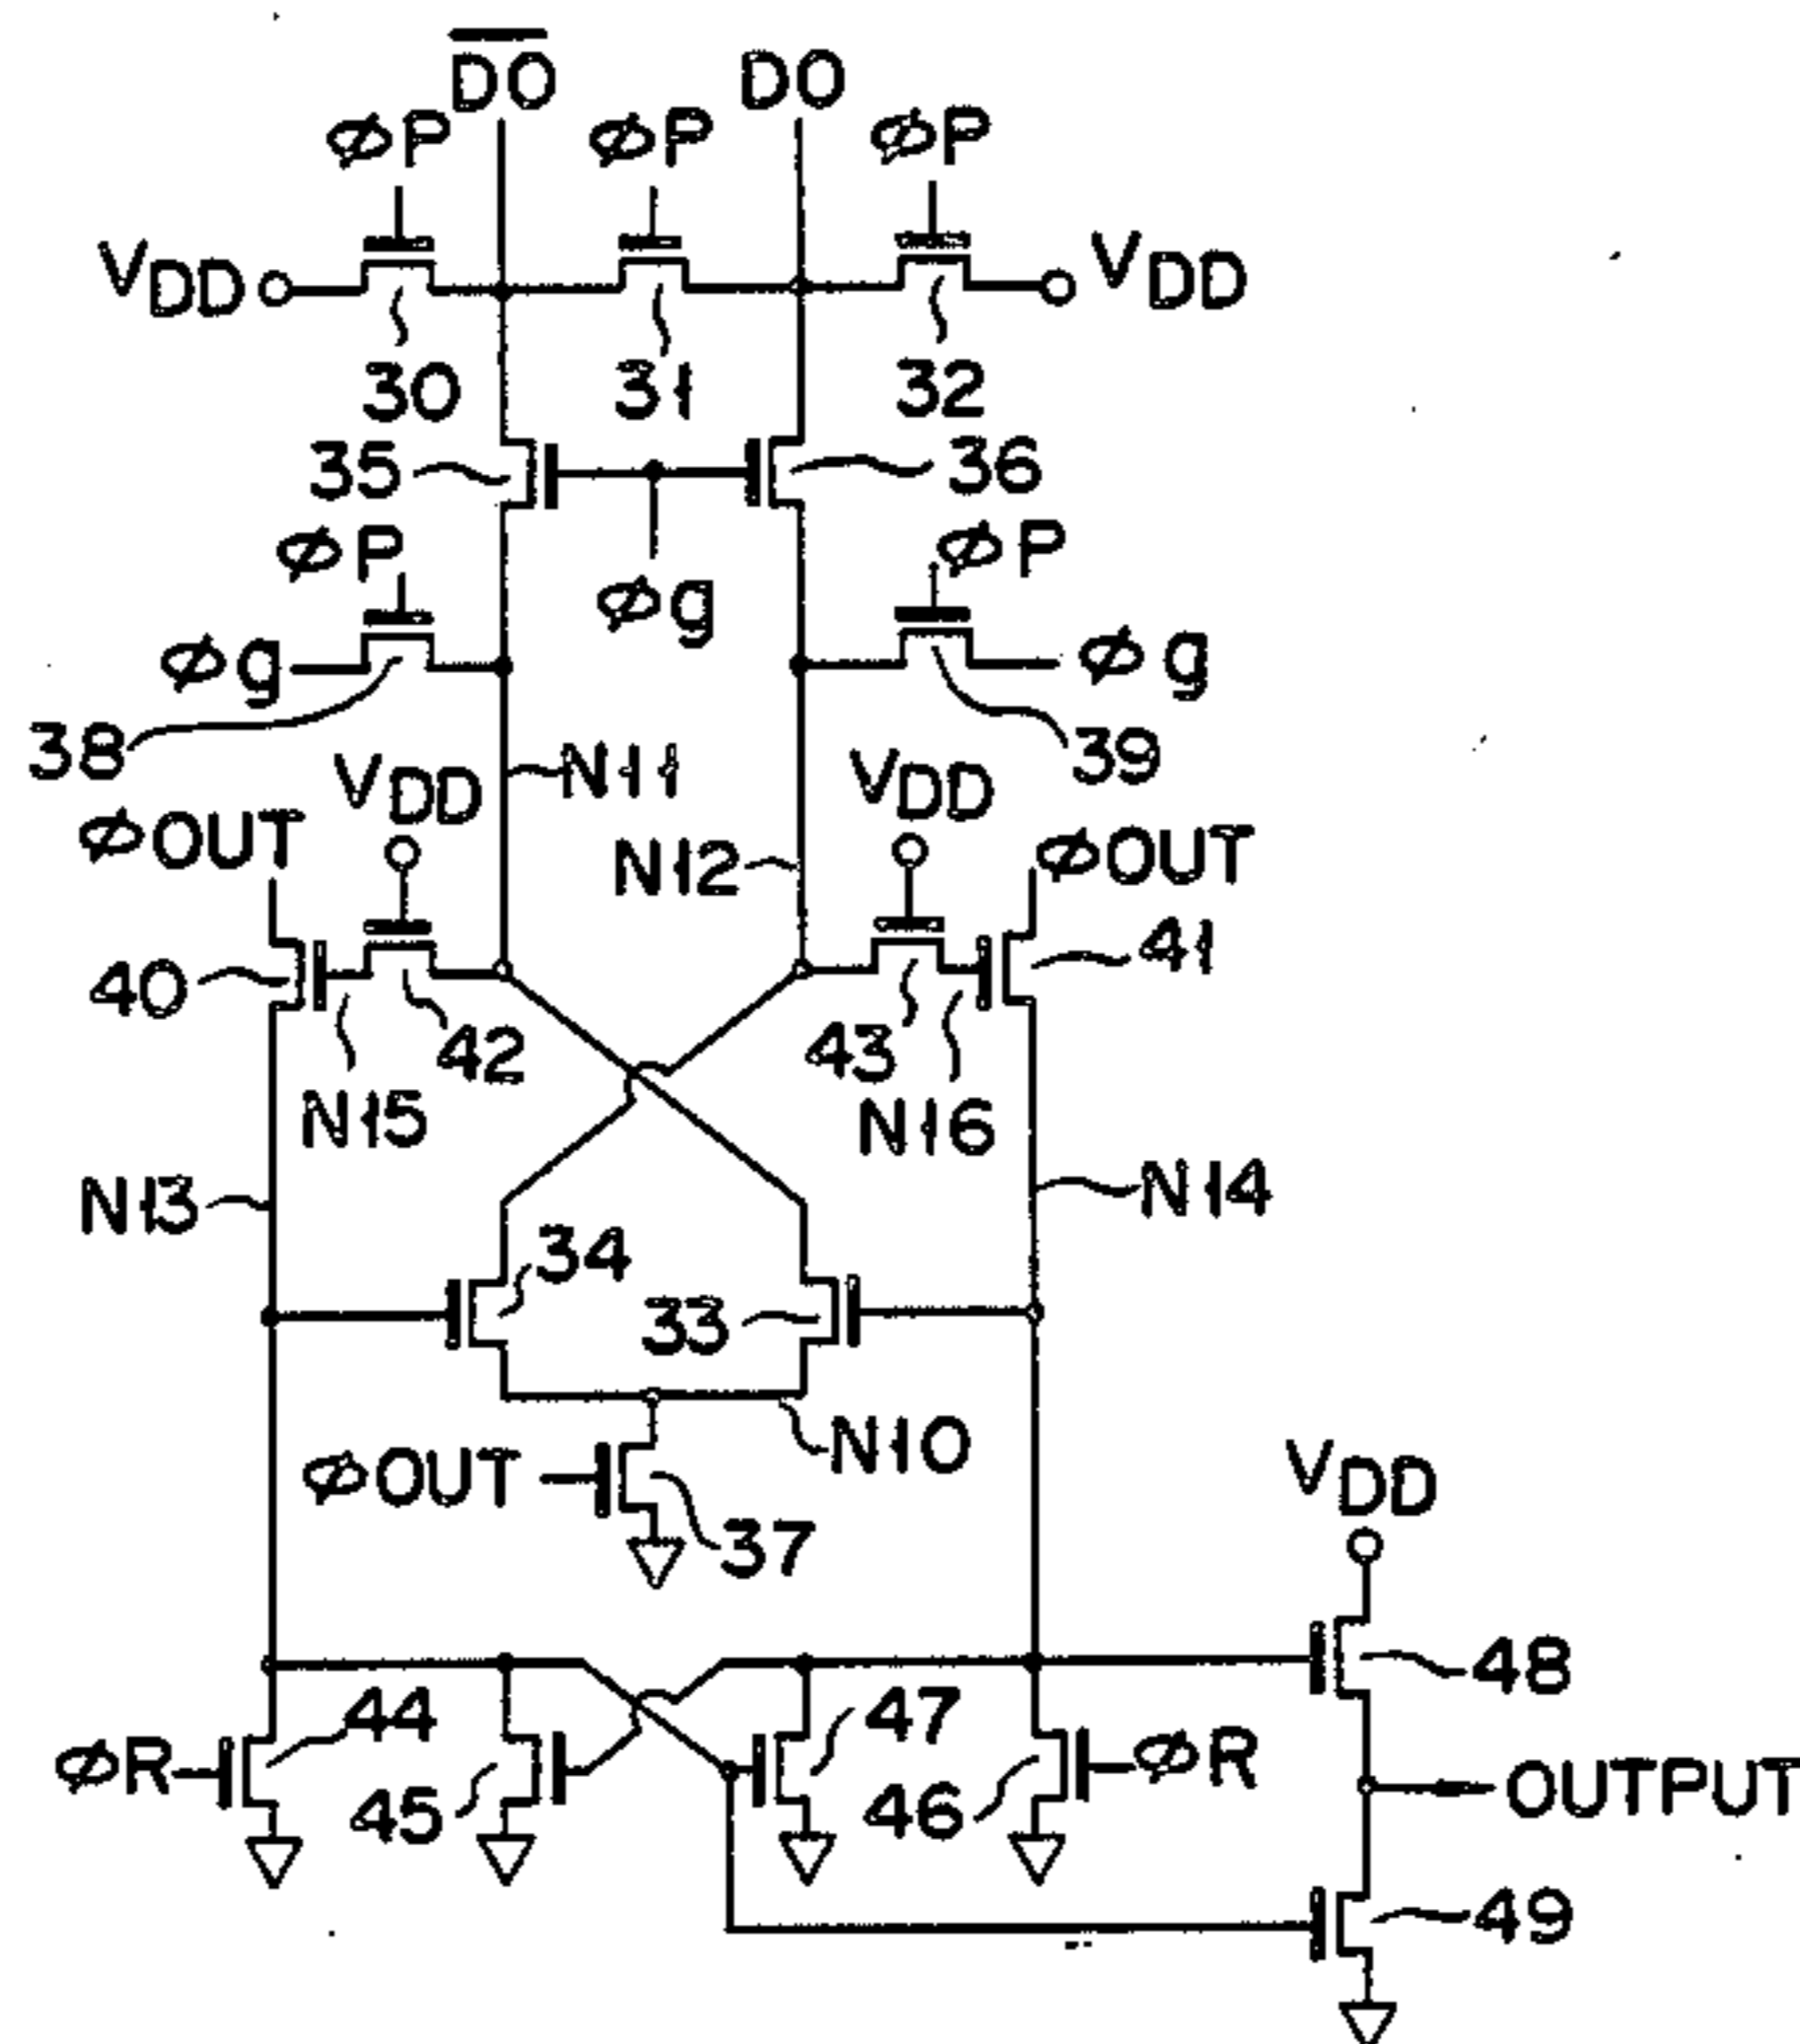 D̅O̅ DO
øP øP øP
VDD VDD
30 31 32
35 36
øP øP
øg øg øg
38 39
N11
VDD VDD
øOUT N12 øOUT
40 41
42 43
N15 N16
N13 N14
34
33
N10
øOUT
37
VDD
48
44 47
øR øR
45 46
OUTPUT
49